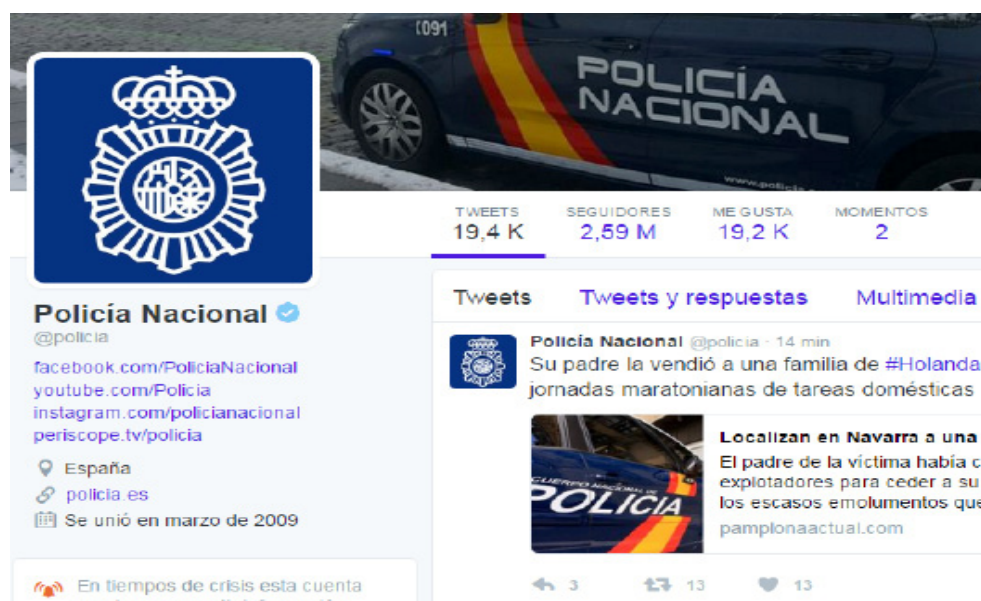 091
POLICÍA
NACIONAL
www.policia
TWEETS SEGUIDORES ME GUSTA MOMENTOS
19,4 K 2,59 M 19,2 K 2
Policía Nacional
@policia
facebook.com/PoliciaNacional
youtube.com/Policia
instagram.com/policianacional
periscope.tv/policia
España
policia.es
Se unió en marzo de 2009
En tiempos de crisis esta cuenta
Tweets Tweets y respuestas Multimedia
Policía Nacional @policia · 14 min
Su padre la vendió a una familia de #Holanda
jornadas maratonianas de tareas domésticas
CUERPO NACIONAL DE
POLICIA
Localizan en Navarra a una
El padre de la víctima había c
explotadores para ceder a su
los escasos emolumentos que
pamplonaactual.com
3 13 13